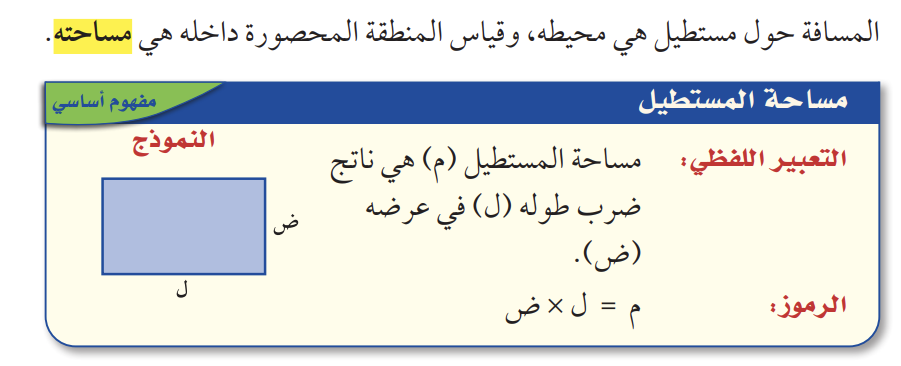 المسافة حول مستطيل هي محيطه، وقياس المنطقة المحصورة داخله هي مساحته.
مساحة المستطيل
مفهوم أساسي
التعبير اللفظي:
مساحة المستطيل (م) هي ناتج
ضرب طوله (ل) في عرضه
(ض).
النموذج
ض
ل
الرموز:
م = ل × ض